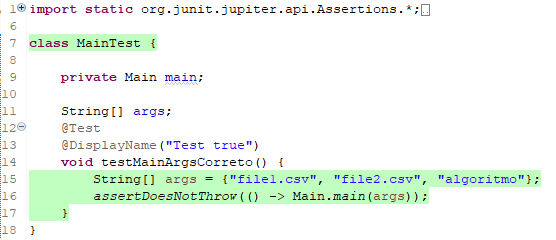 1 import static org.junit.jupiter.api.Assertions.*;
6
7 class MainTest {
8
9 private Main main;
10
11 String[] args;
12 @Test
13 @DisplayName("Test true")
14 void testMainArgsCorreto() {
15 String[] args = {"file1.csv", "file2.csv", "algoritmo"};
16 assertDoesNotThrow(() -> Main.main(args));
17 }
18 }